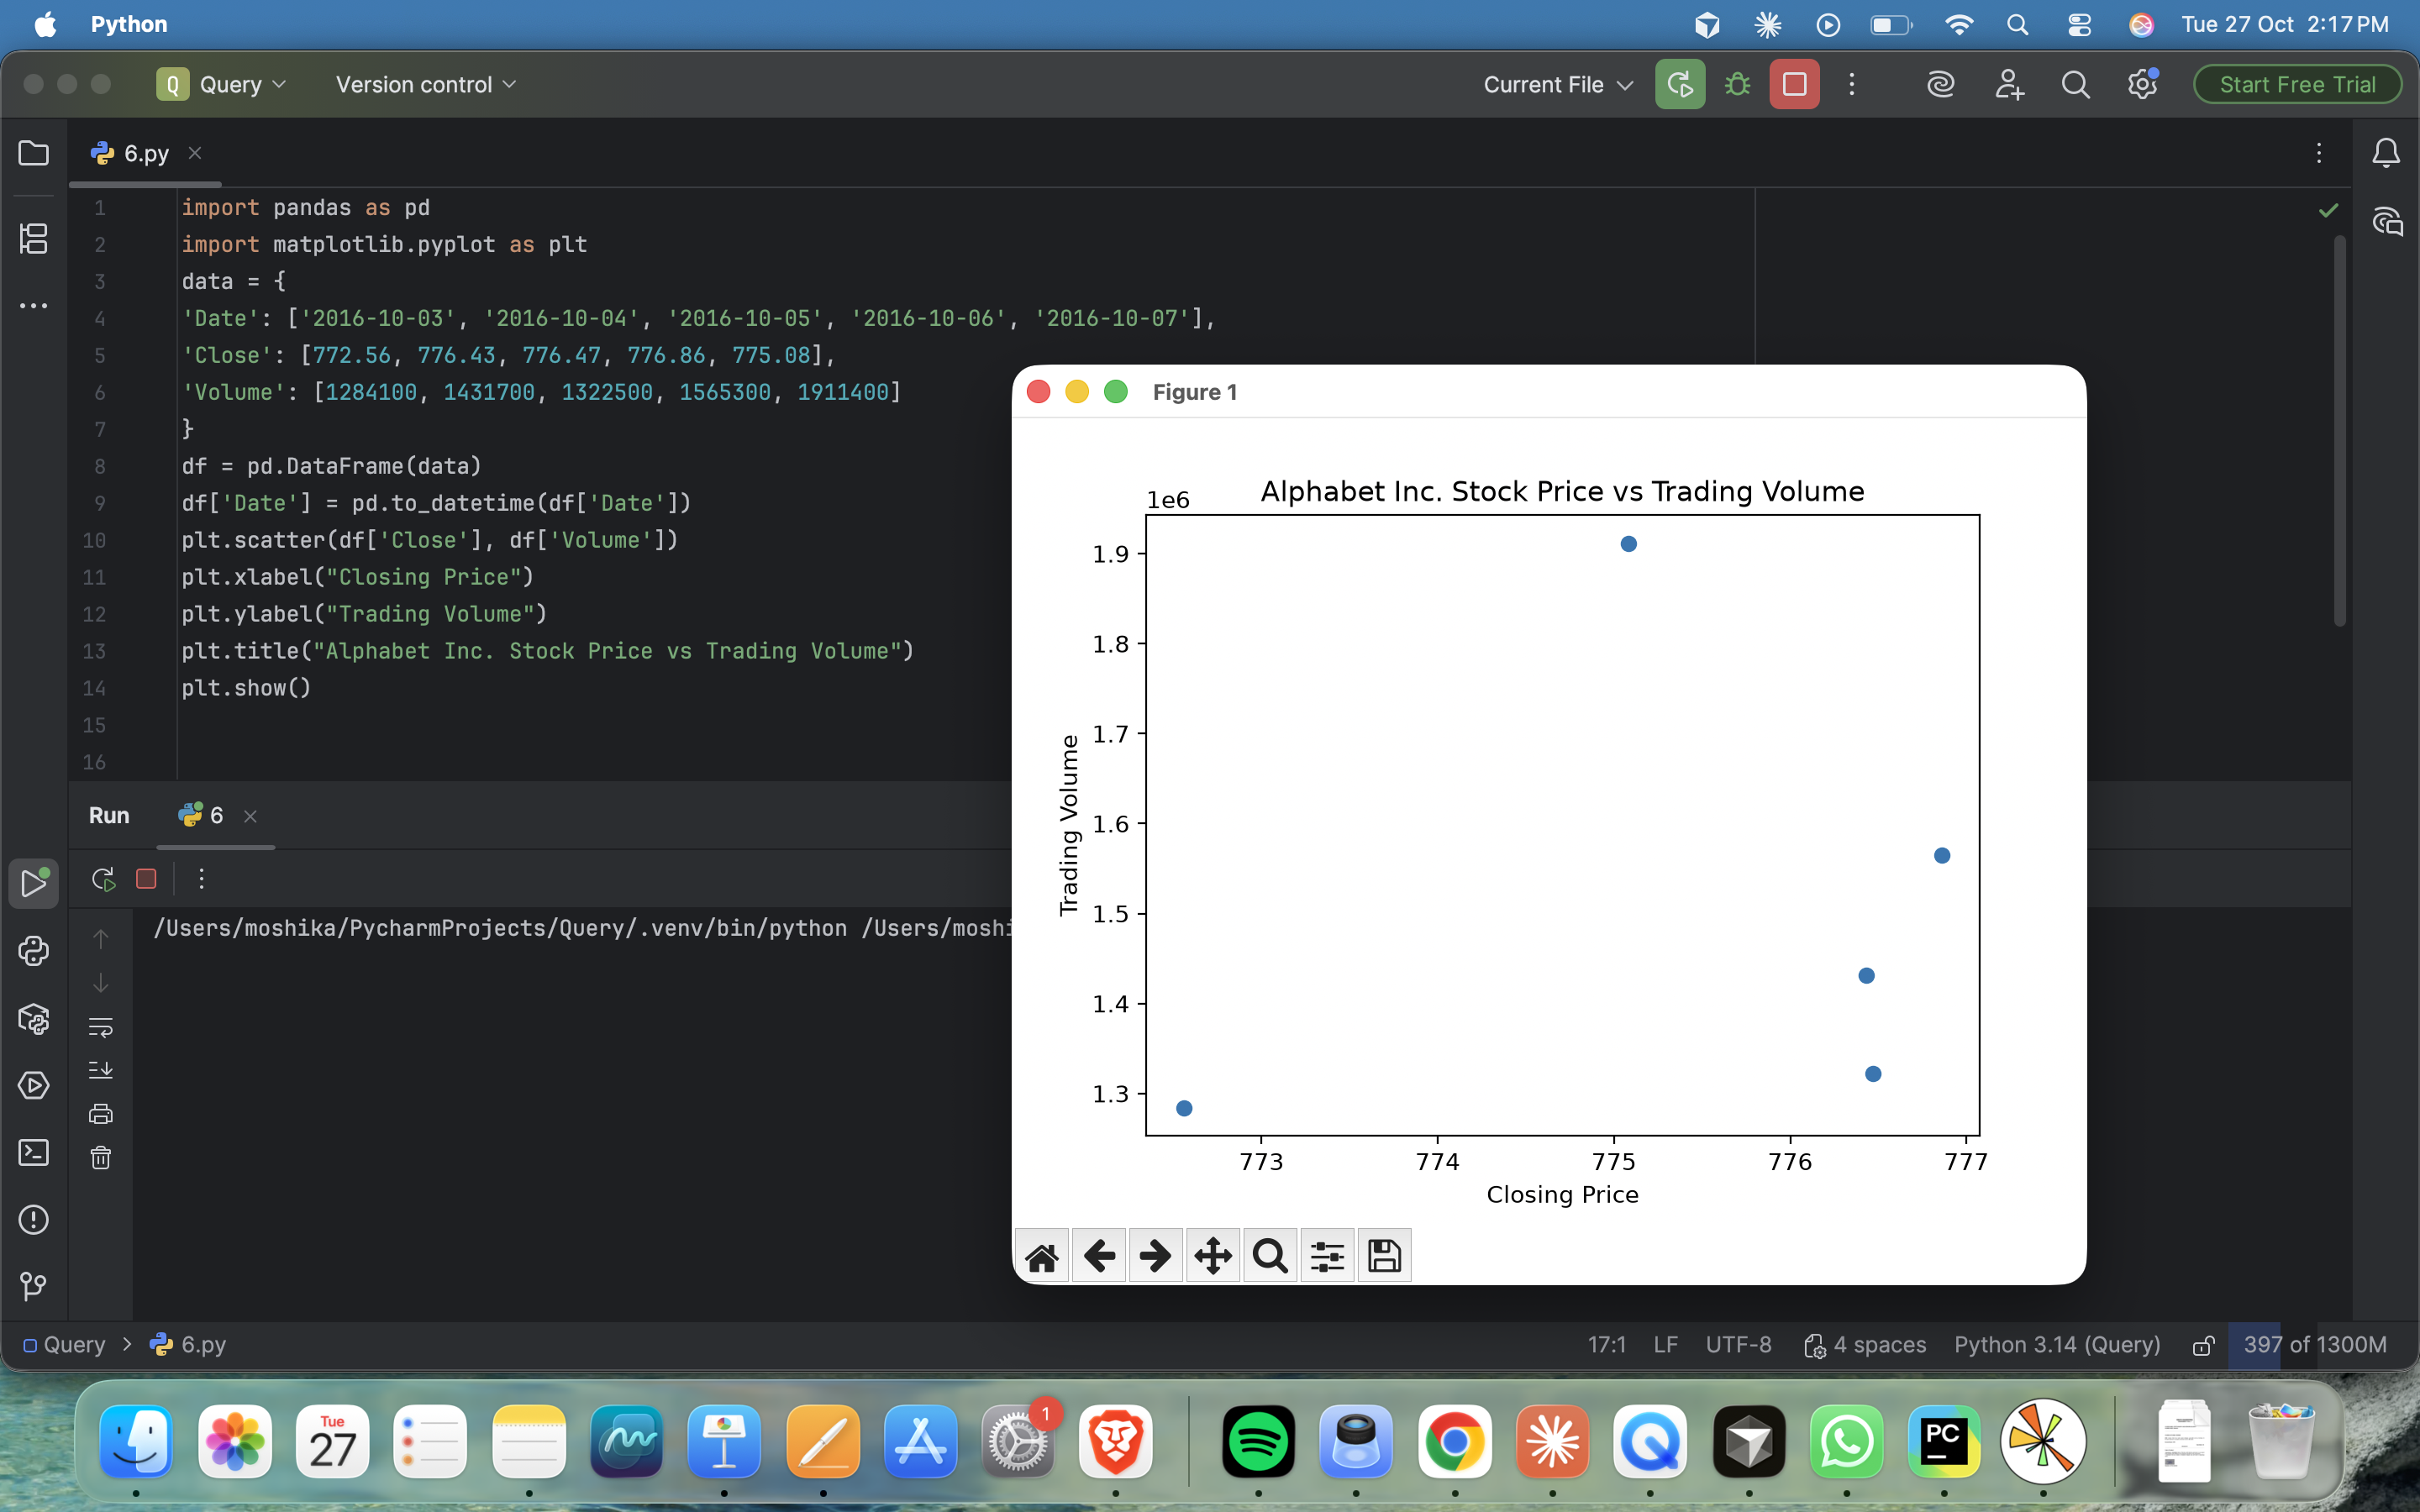 Python
Tue 27 Oct 2:17 PM
Q Query
Version control
Current File
Start Free Trial
6.py
1 import pandas as pd
2 import matplotlib.pyplot as plt
3 data = {
4 'Date': ['2016-10-03', '2016-10-04', '2016-10-05', '2016-10-06', '2016-10-07'],
5 'Close': [772.56, 776.43, 776.47, 776.86, 775.08],
6 'Volume': [1284100, 1431700, 1322500, 1565300, 1911400]
7 }
8 df = pd.DataFrame(data)
9 df['Date'] = pd.to_datetime(df['Date'])
10 plt.scatter(df['Close'], df['Volume'])
11 plt.xlabel("Closing Price")
12 plt.ylabel("Trading Volume")
13 plt.title("Alphabet Inc. Stock Price vs Trading Volume")
14 plt.show()
15
16
Run
6
/Users/moshika/PycharmProjects/Query/.venv/bin/python /Users/moshi
Figure 1
Alphabet Inc. Stock Price vs Trading Volume
1e6
1.9
1.8
1.7
1.6
1.5
1.4
1.3
Trading Volume
773 774 775 776 777
Closing Price
Query > 6.py
17:1 LF UTF-8 4 spaces Python 3.14 (Query) 397 of 1300M
Tue
27
1
PC